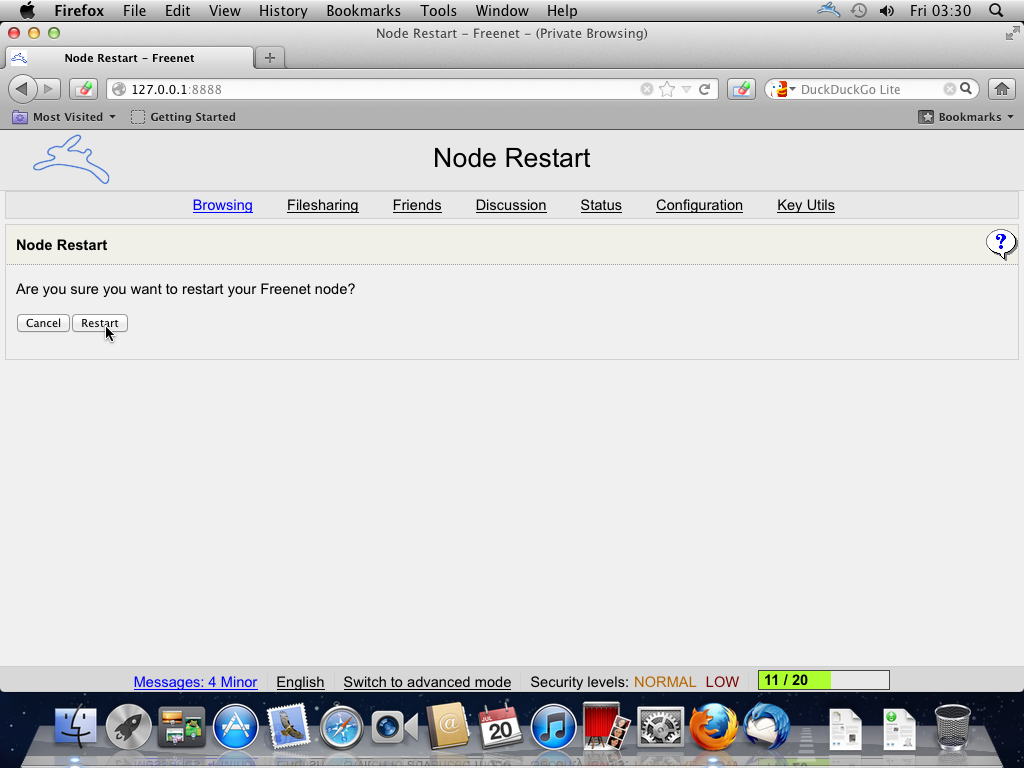 Firefox File Edit View History Bookmarks Tools Window Help Fri 03:30
Node Restart – Freenet – (Private Browsing)
Node Restart – Freenet
127.0.0.1:8888 DuckDuckGo Lite
Most Visited Getting Started Bookmarks
Node Restart
Browsing Filesharing Friends Discussion Status Configuration Key Utils
Node Restart ?
Are you sure you want to restart your Freenet node?
Cancel Restart
Messages: 4 Minor English Switch to advanced mode Security levels: NORMAL LOW 11 / 20
JUL
20